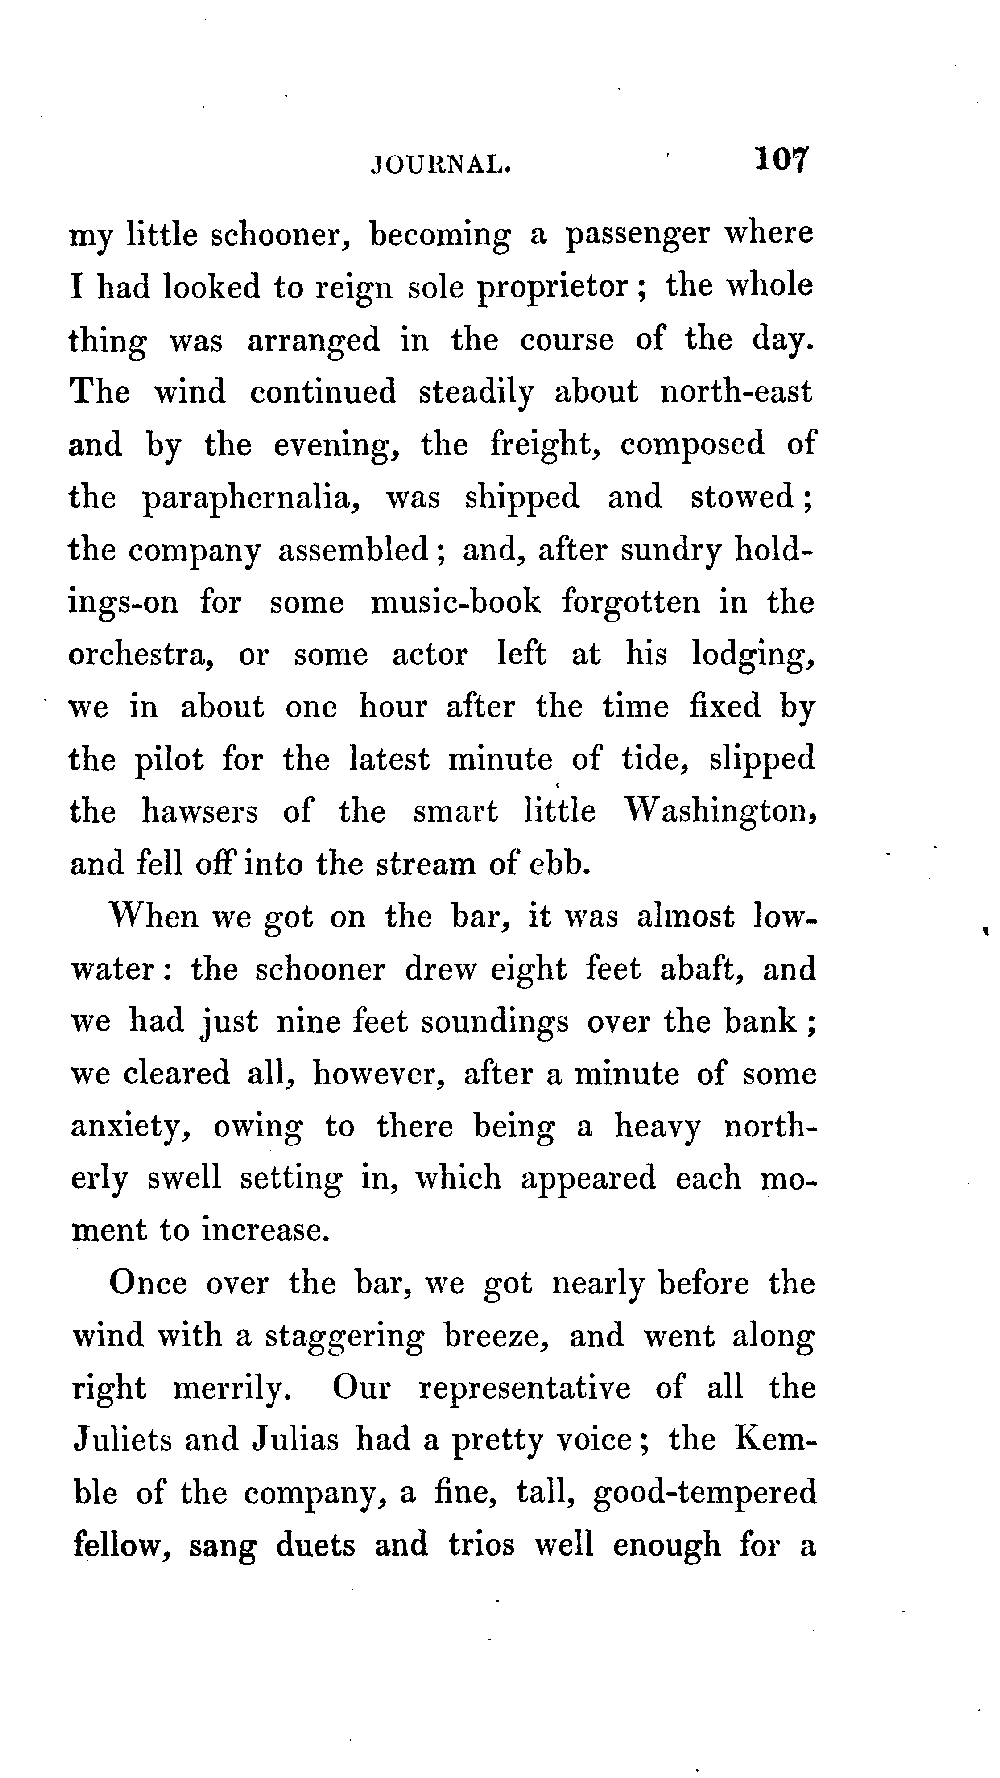 JOURNAL. 107
my little schooner, becoming a passenger where
I had looked to reign sole proprietor; the whole
thing was arranged in the course of the day.
The wind continued steadily about north-east
and by the evening, the freight, composed of
the paraphernalia, was shipped and stowed;
the company assembled; and, after sundry hold-
ings-on for some music-book forgotten in the
orchestra, or some actor left at his lodging,
we in about one hour after the time fixed by
the pilot for the latest minute of tide, slipped
the hawsers of the smart little Washington,
and fell off into the stream of ebb.
When we got on the bar, it was almost low-
water: the schooner drew eight feet abaft, and
we had just nine feet soundings over the bank;
we cleared all, however, after a minute of some
anxiety, owing to there being a heavy north-
erly swell setting in, which appeared each mo-
ment to increase.
Once over the bar, we got nearly before the
wind with a staggering breeze, and went along
right merrily. Our representative of all the
Juliets and Julias had a pretty voice; the Kem-
ble of the company, a fine, tall, good-tempered
fellow, sang duets and trios well enough for a